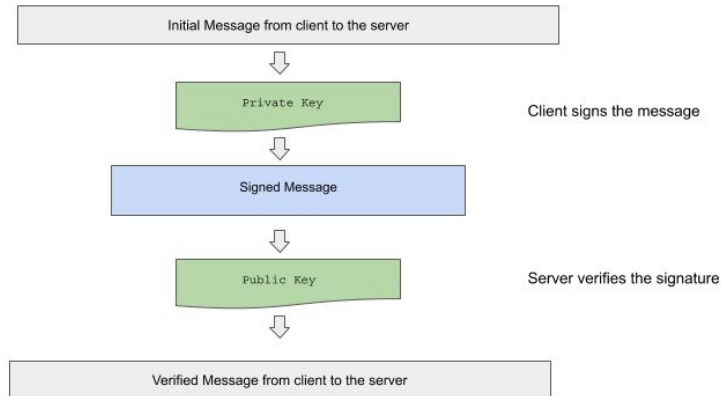 Initial Message from client to the server
Private Key
Client signs the message
Signed Message
Public Key
Server verifies the signature
Verified Message from client to the server